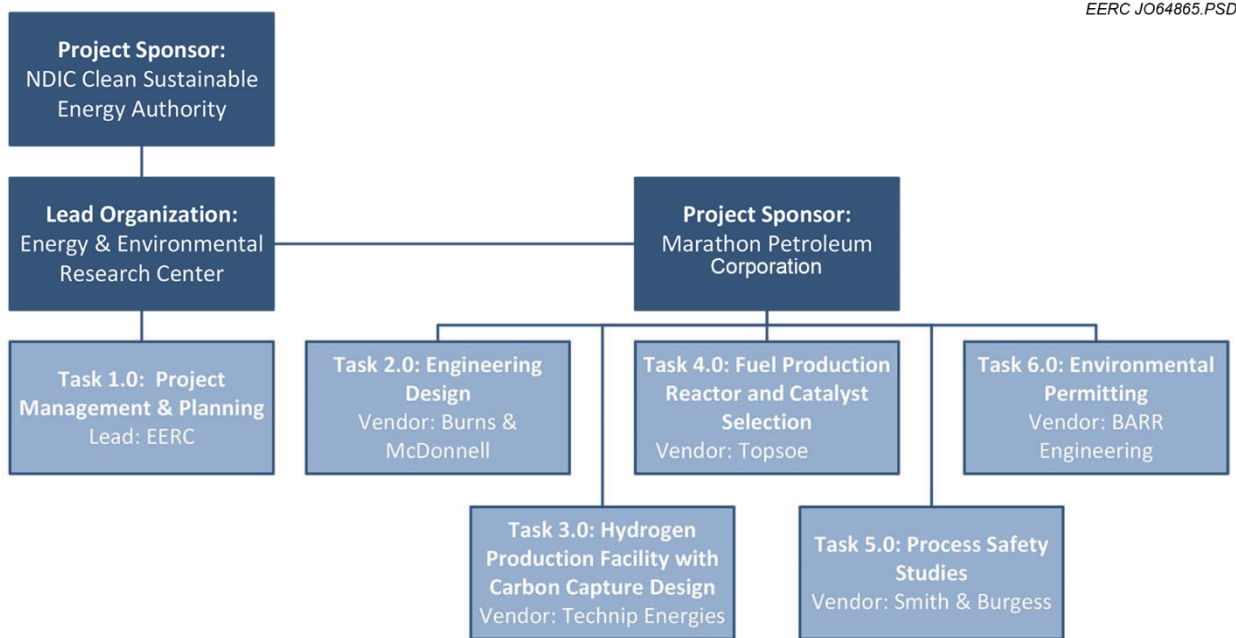 EERC JO64865.PSD
Project Sponsor:
NDIC Clean Sustainable
Energy Authority
Lead Organization:
Energy & Environmental
Research Center
Project Sponsor:
Marathon Petroleum
Corporation
Task 1.0: Project
Management & Planning
Lead: EERC
Task 2.0: Engineering
Design
Vendor: Burns &
McDonnell
Task 4.0: Fuel Production
Reactor and Catalyst
Selection
Vendor: Topsoe
Task 6.0: Environmental
Permitting
Vendor: BARR
Engineering
Task 3.0: Hydrogen
Production Facility with
Carbon Capture Design
Vendor: Technip Energies
Task 5.0: Process Safety
Studies
Vendor: Smith & Burgess